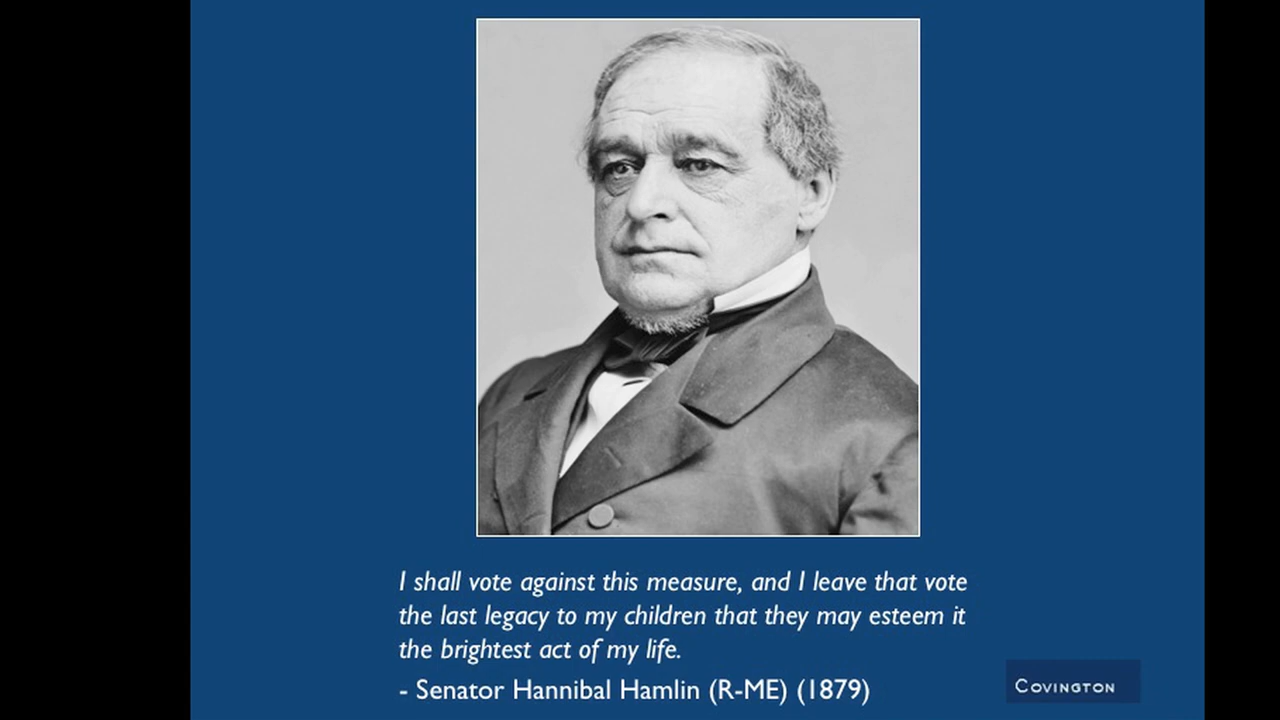 I shall vote against this measure, and I leave that vote
the last legacy to my children that they may esteem it
the brightest act of my life.
- Senator Hannibal Hamlin (R-ME) (1879)
COVINGTON